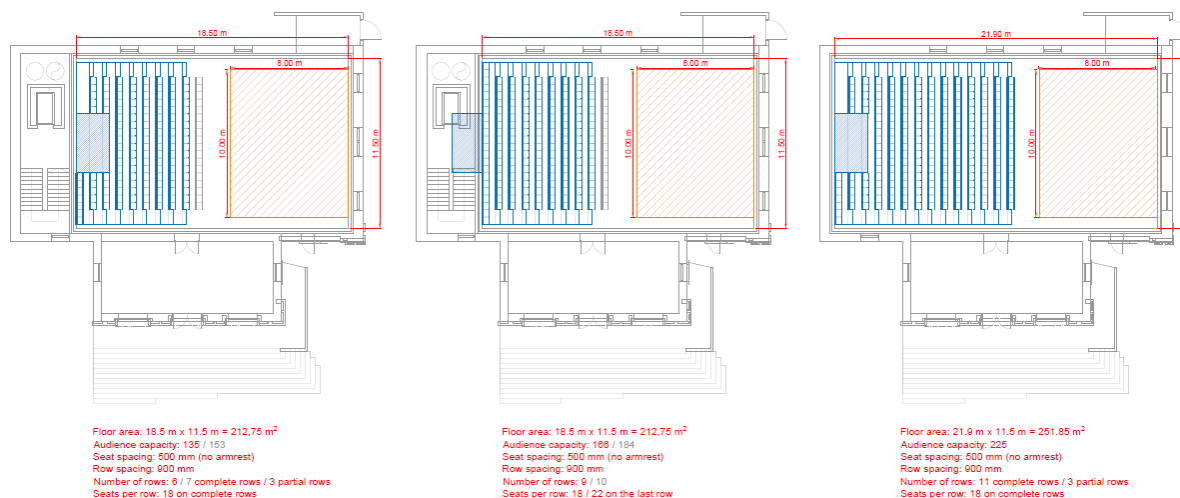 18.50 m
8.00 m
10.00 m
11.50 m
Floor area: 18.5 m x 11.5 m = 212,75 m²
Audience capacity: 135 / 153
Seat spacing: 500 mm (no armrest)
Row spacing: 900 mm
Number of rows: 6 / 7 complete rows / 3 partial rows
Seats per row: 18 on complete rows
18.50 m
8.00 m
10.00 m
11.50 m
Floor area: 18.5 m x 11.5 m = 212,75 m²
Audience capacity: 166 / 184
Seat spacing: 500 mm (no armrest)
Row spacing: 900 mm
Number of rows: 9 / 10
Seats per row: 18 / 22 on the last row
21.90 m
8.00 m
10.00 m
Floor area: 21.9 m x 11.5 m = 251.85 m²
Audience capacity: 225
Seat spacing: 500 mm (no armrest)
Row spacing: 900 mm
Number of rows: 11 complete rows / 3 partial rows
Seats per row: 18 on complete rows